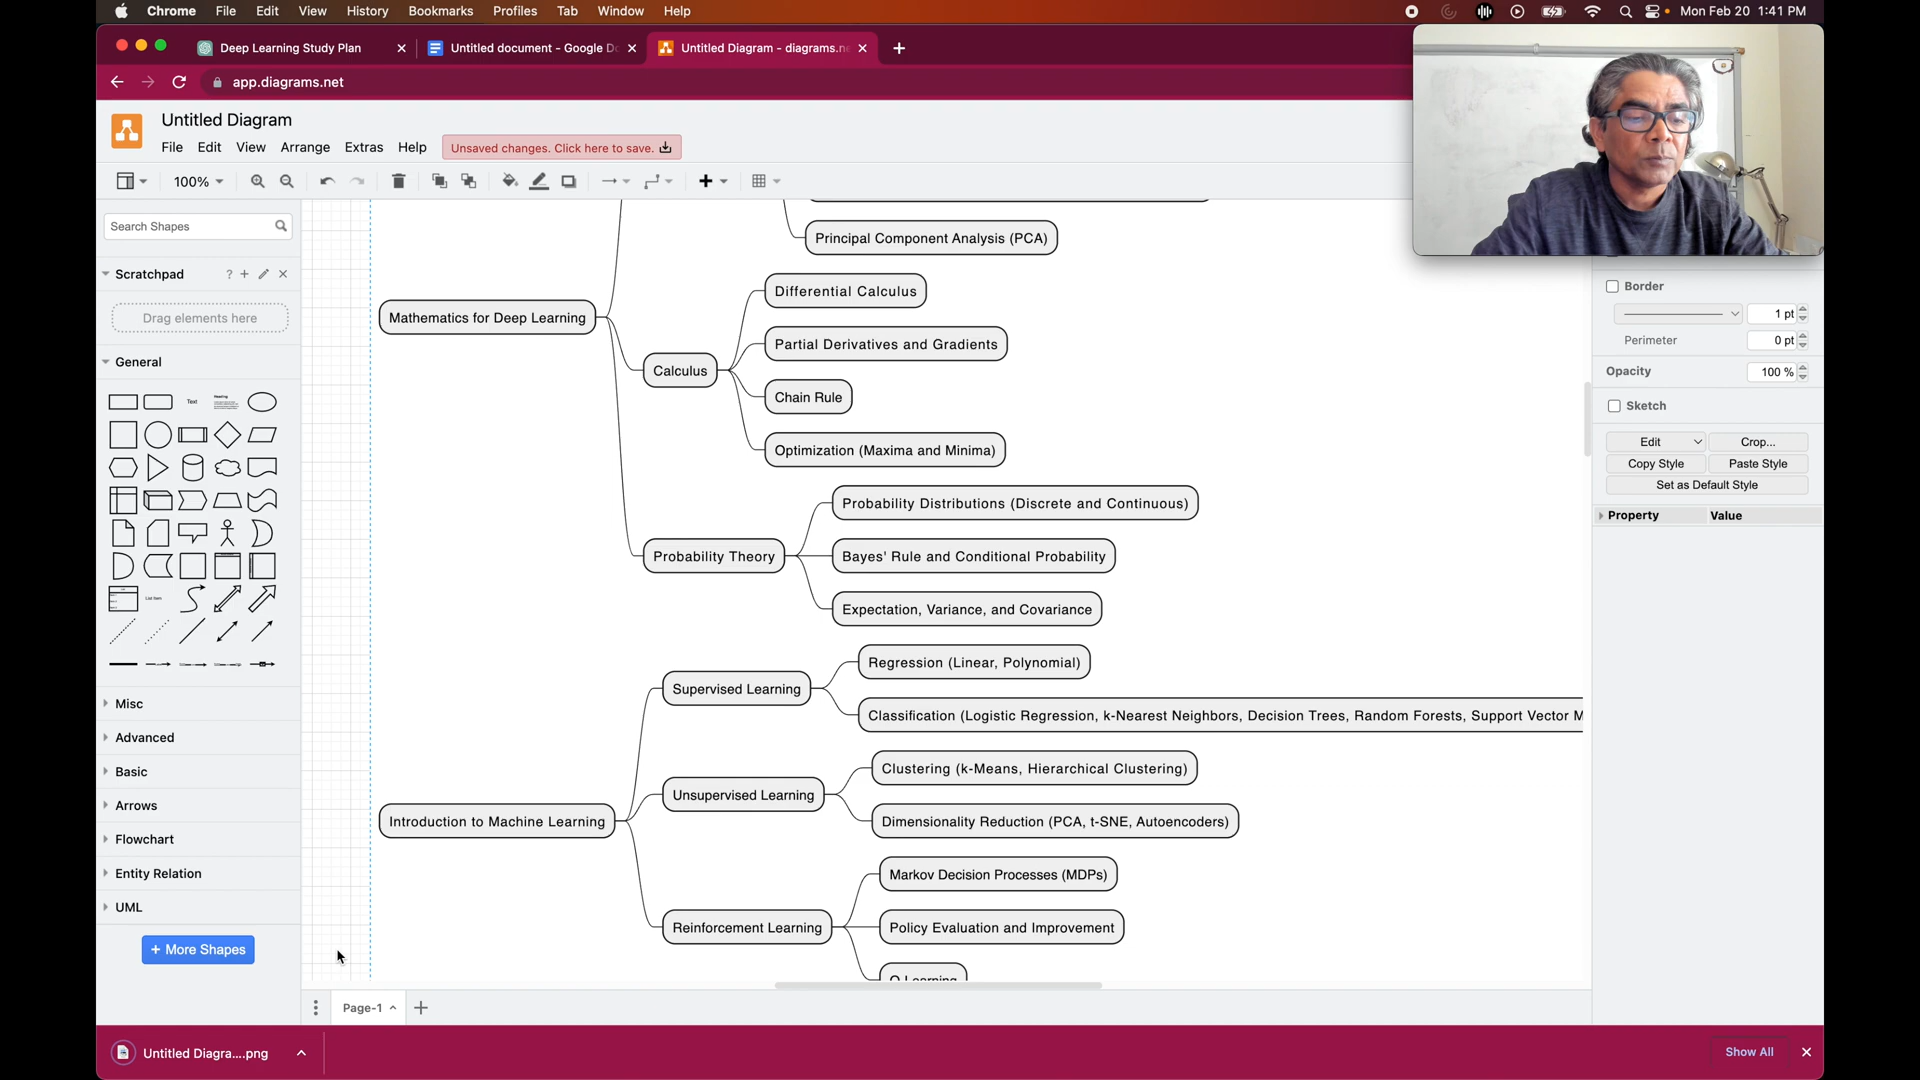 Chrome File Edit View History Bookmarks Profiles Tab Window Help
Mon Feb 20 1:41 PM
Deep Learning Study Plan
Untitled document - Google Do
Untitled Diagram - diagrams.ne
app.diagrams.net
Untitled Diagram
File Edit View Arrange Extras Help
Unsaved changes. Click here to save.
100%
Search Shapes
Scratchpad
?
Drag elements here
General
Text
Heading
List Item
Misc
Advanced
Basic
Arrows
Flowchart
Entity Relation
UML
+ More Shapes
Principal Component Analysis (PCA)
Differential Calculus
Mathematics for Deep Learning
Partial Derivatives and Gradients
Calculus
Chain Rule
Optimization (Maxima and Minima)
Probability Distributions (Discrete and Continuous)
Probability Theory
Bayes' Rule and Conditional Probability
Expectation, Variance, and Covariance
Regression (Linear, Polynomial)
Supervised Learning
Classification (Logistic Regression, k-Nearest Neighbors, Decision Trees, Random Forests, Support Vector M
Clustering (k-Means, Hierarchical Clustering)
Unsupervised Learning
Introduction to Machine Learning
Dimensionality Reduction (PCA, t-SNE, Autoencoders)
Markov Decision Processes (MDPs)
Reinforcement Learning
Policy Evaluation and Improvement
Q-Learning
Border
1 pt
Perimeter
0 pt
Opacity
100 %
Sketch
Edit
Crop...
Copy Style
Paste Style
Set as Default Style
Property
Value
Page-1
Untitled Diagra....png
Show All